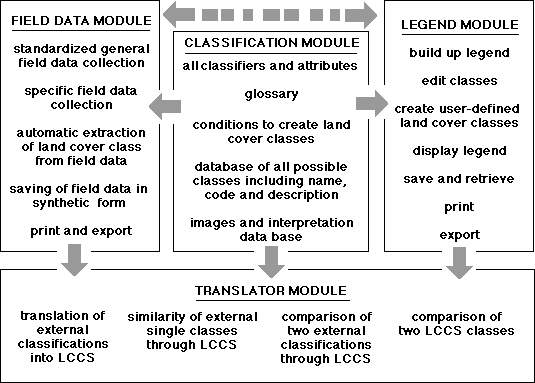 FIELD DATA MODULE
standardized general
field data collection
specific field data
collection
automatic extraction
of land cover class
from field data
saving of field data in
synthetic form
print and export
CLASSIFICATION MODULE
all classifiers and attributes
glossary
conditions to create land
cover classes
database of all possible
classes including name,
code and description
images and interpretation
data base
LEGEND MODULE
build up legend
edit classes
create user-defined
land cover classes
display legend
save and retrieve
print
export
TRANSLATOR MODULE
translation of
external
classifications
into LCCS
similarity of external
single classes
through LCCS
comparison of
two external
classifications
through LCCS
comparison of
two LCCS classes